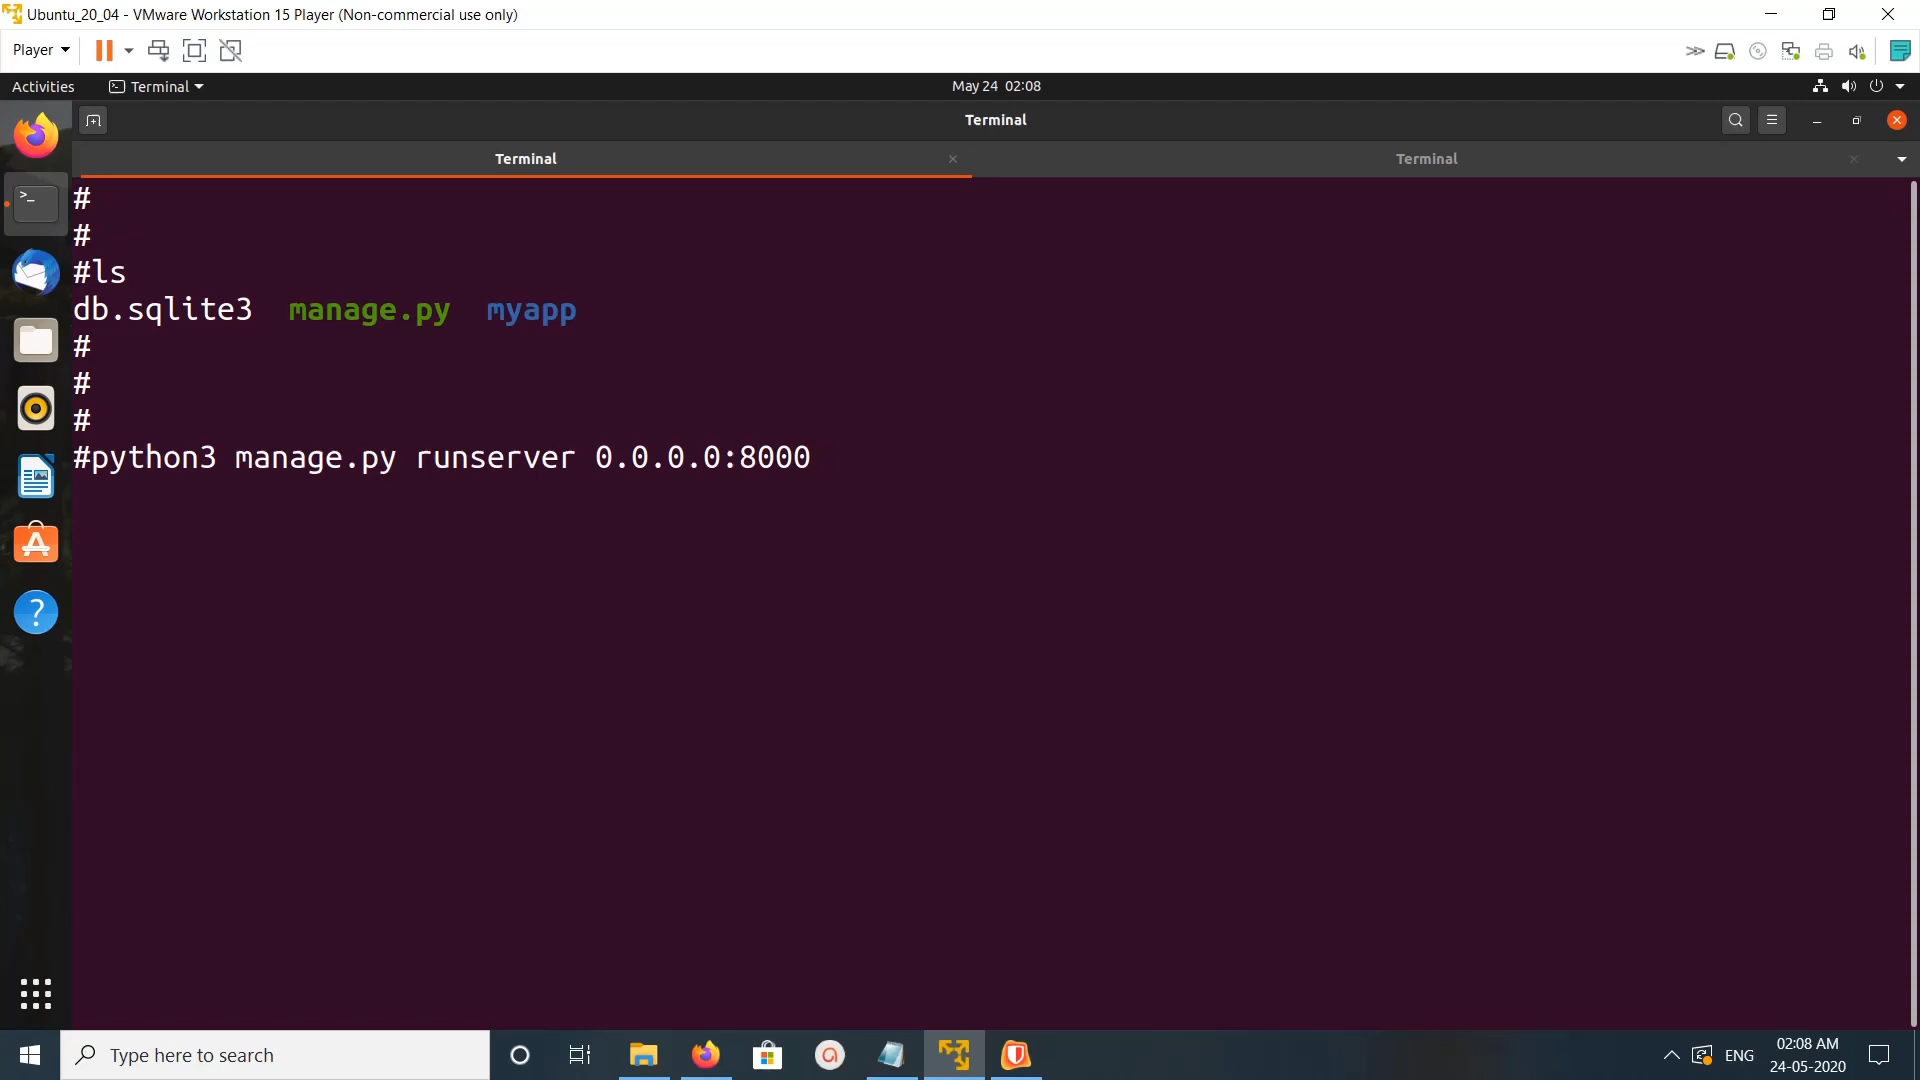 Ubuntu_20_04 - VMware Workstation 15 Player (Non-commercial use only)
Player
Activities
Terminal
May 24 02:08
Terminal
Terminal
Terminal
#
#
#ls
db.sqlite3 manage.py myapp
#
#
#
#python3 manage.py runserver 0.0.0.0:8000
Type here to search
ENG
02:08 AM
24-05-2020